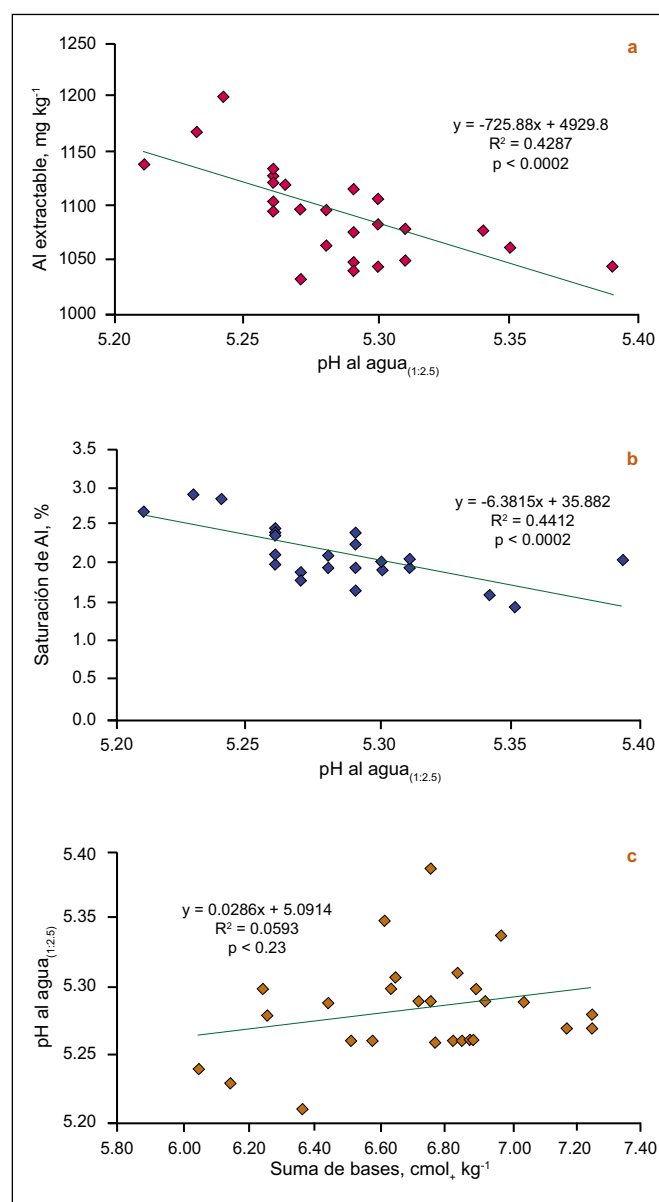 a
Al extractable, mg kg⁻¹
1250
1200
1150
1100
1050
1000
y = -725.88x + 4929.8
R² = 0.4287
p < 0.0002
5.20 5.25 5.30 5.35 5.40
pH al agua(1:2.5)
b
Saturación de Al, %
3.5
3.0
2.5
2.0
1.5
1.0
0.0
y = -6.3815x + 35.882
R² = 0.4412
p < 0.0002
5.20 5.25 5.30 5.35 5.40
pH al agua(1:2.5)
c
pH al agua(1:2.5)
5.40
5.35
5.30
5.26
5.20
y = 0.0286x + 5.0914
R² = 0.0593
p < 0.23
5.80 6.00 6.20 6.40 6.60 6.80 7.00 7.20 7.40
Suma de bases, cmol₊ kg⁻¹